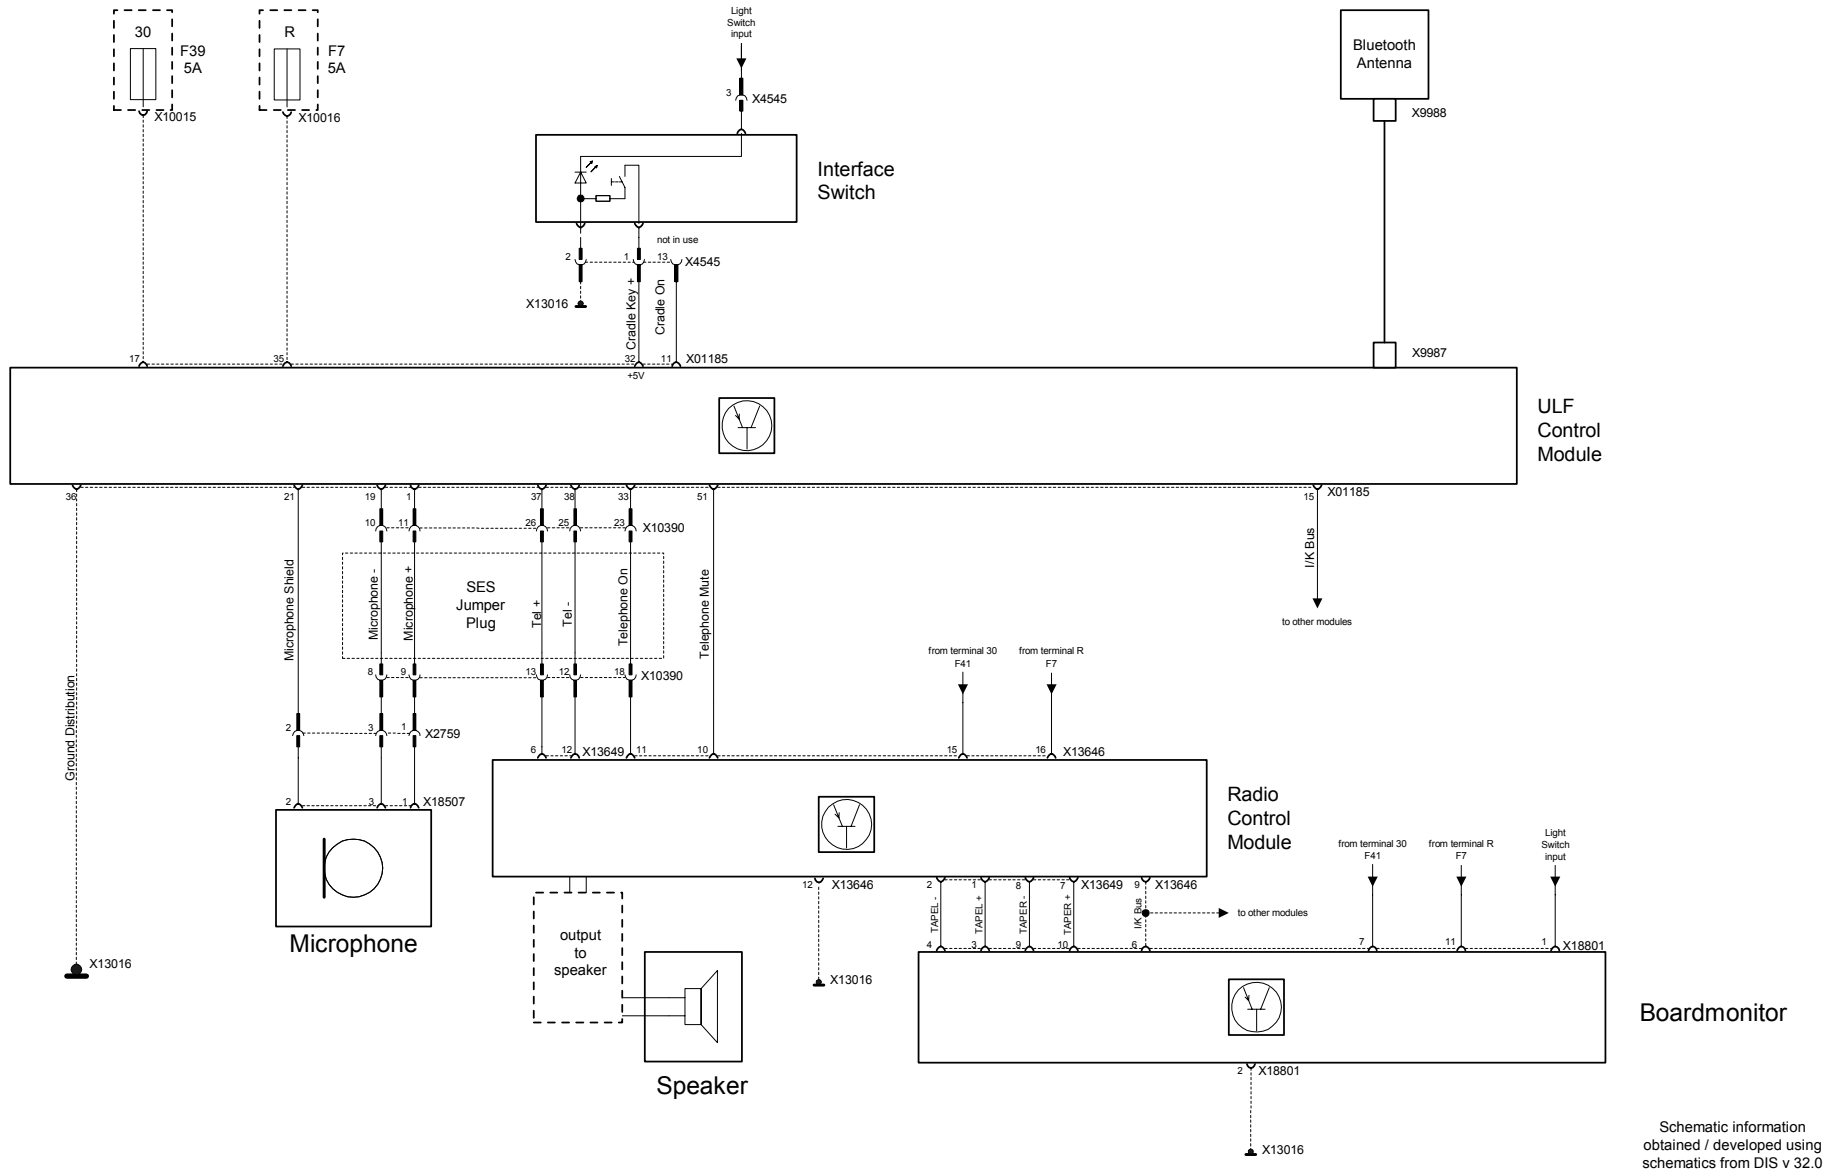 30
F39
5A
X10015
R
F7
5A
X10016
Light
Switch
input
3
X4545
Interface
Switch
not in use
2
1
13
X4545
X13016
Cradle Key +
Cradle On
Bluetooth
Antenna
X9988
X9987
17
35
32
11
X01185
+5V
ULF
Control
Module
36
21
19
1
37
38
33
51
15
X01185
10
11
26
25
23
X10390
Ground Distribution
Microphone Shield
Microphone -
Microphone +
SES
Jumper
Plug
Tel +
Tel -
Telephone On
Telephone Mute
I/K Bus
to other modules
8
9
13
12
18
X10390
2
3
1
X2759
2
3
1
X18507
Microphone
X13016
from terminal 30
F41
from terminal R
F7
6
12
X13649
11
10
15
16
X13646
Radio
Control
Module
12
X13646
X13016
output
to
speaker
Speaker
2
1
8
7
X13649
9
X13646
TAPEL -
TAPEL +
TAPER -
TAPER +
I/K Bus
to other modules
from terminal 30
F41
from terminal R
F7
Light
Switch
input
4
3
9
10
6
7
11
1
X18801
Boardmonitor
2
X18801
X13016
Schematic information
obtained / developed using
schematics from DIS v 32.0